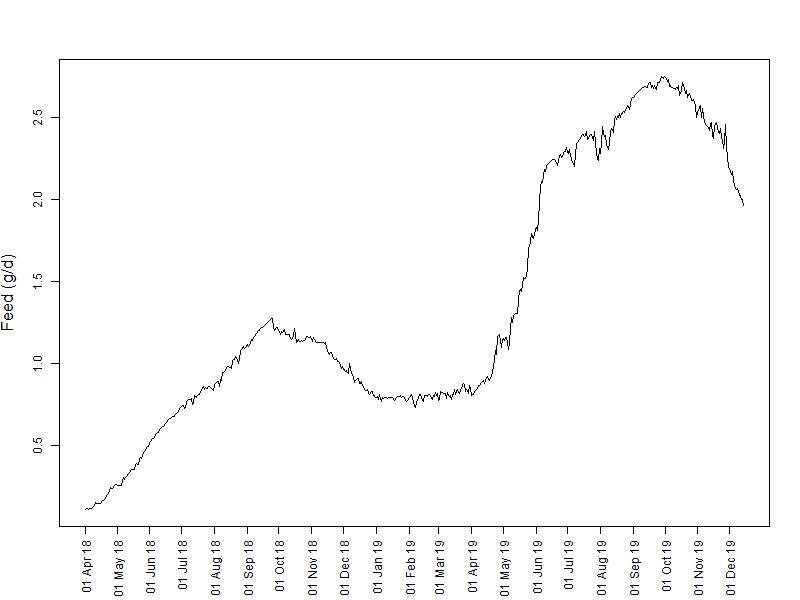 Feed (g/d)
2.5
2.0
1.5
1.0
0.5
01 Apr 18
01 May 18
01 Jun 18
01 Jul 18
01 Aug 18
01 Sep 18
01 Oct 18
01 Nov 18
01 Dec 18
01 Jan 19
01 Feb 19
01 Mar 19
01 Apr 19
01 May 19
01 Jun 19
01 Jul 19
01 Aug 19
01 Sep 19
01 Oct 19
01 Nov 19
01 Dec 19